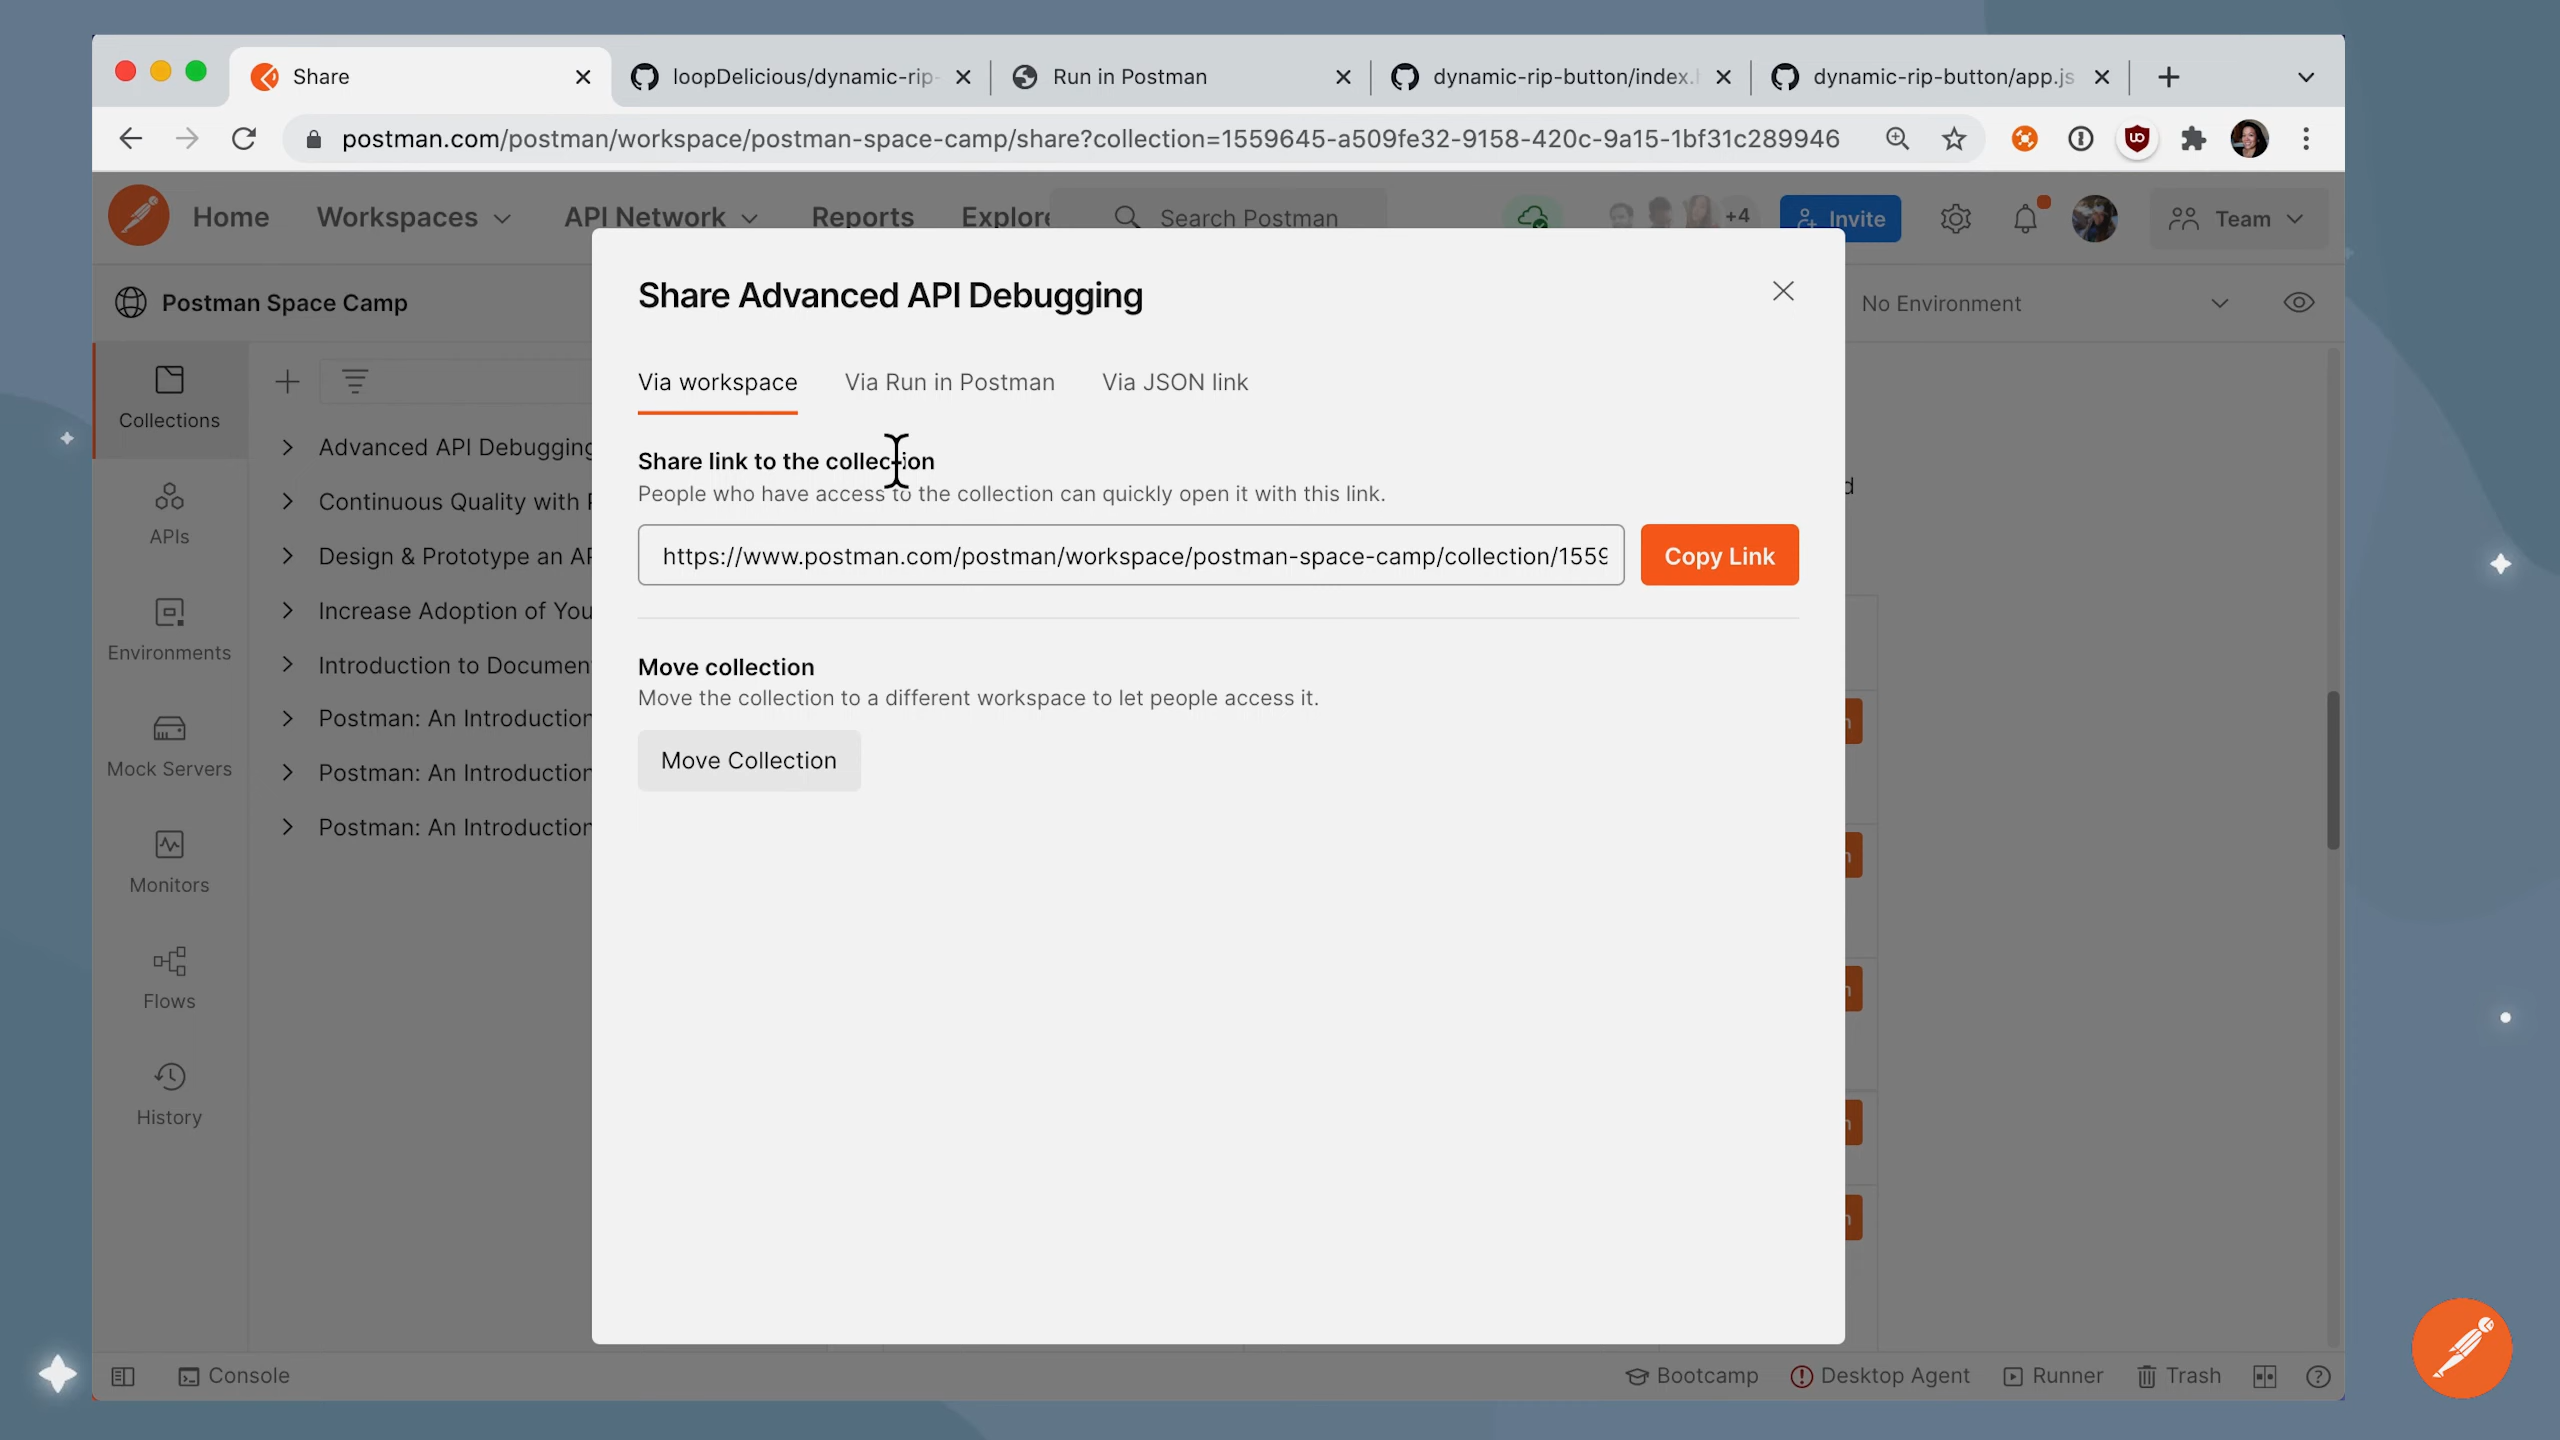 Share
loopDelicious/dynamic-rip-
Run in Postman
dynamic-rip-button/index.h
dynamic-rip-button/app.js
postman.com/postman/workspace/postman-space-camp/share?collection=1559645-a509fe32-9158-420c-9a15-1bf31c289946
Home
Workspaces
API Network
Reports
Explore
Search Postman
+4
Invite
Team
Postman Space Camp
No Environment
Share Advanced API Debugging
Via workspace
Via Run in Postman
Via JSON link
Share link to the collection
People who have access to the collection can quickly open it with this link.
https://www.postman.com/postman/workspace/postman-space-camp/collection/1559
Copy Link
Move collection
Move the collection to a different workspace to let people access it.
Move Collection
Collections
APIs
Environments
Mock Servers
Monitors
Flows
History
Advanced API Debugging
Continuous Quality with
Design & Prototype an AP
Increase Adoption of You
Introduction to Document
Postman: An Introduction
Postman: An Introduction
Postman: An Introduction
Console
Bootcamp
Desktop Agent
Runner
Trash